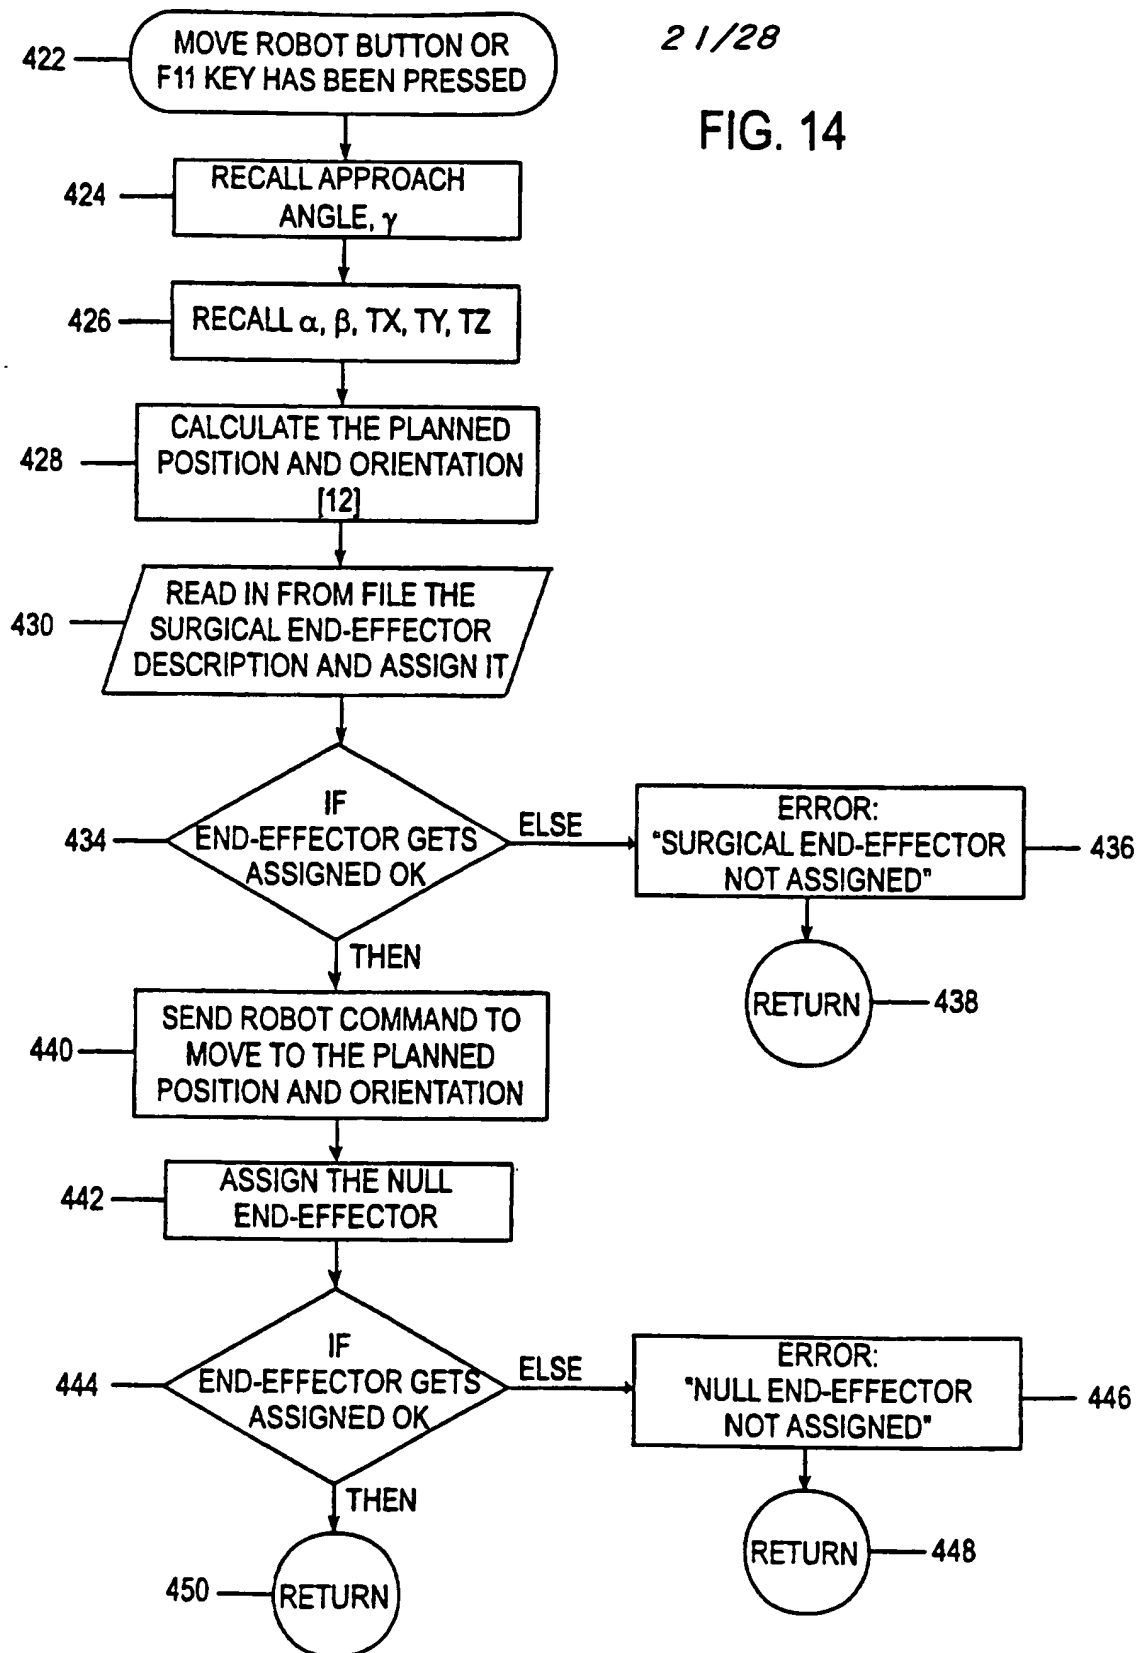 21/28
FIG. 14
422
MOVE ROBOT BUTTON OR
F11 KEY HAS BEEN PRESSED
424
RECALL APPROACH
ANGLE, γ
426
RECALL α, β, TX, TY, TZ
428
CALCULATE THE PLANNED
POSITION AND ORIENTATION
[12]
430
READ IN FROM FILE THE
SURGICAL END-EFFECTOR
DESCRIPTION AND ASSIGN IT
434
IF
END-EFFECTOR GETS
ASSIGNED OK
ELSE
ERROR:
"SURGICAL END-EFFECTOR
NOT ASSIGNED"
436
RETURN
438
THEN
440
SEND ROBOT COMMAND TO
MOVE TO THE PLANNED
POSITION AND ORIENTATION
442
ASSIGN THE NULL
END-EFFECTOR
444
IF
END-EFFECTOR GETS
ASSIGNED OK
ELSE
ERROR:
"NULL END-EFFECTOR
NOT ASSIGNED"
446
RETURN
448
THEN
450
RETURN